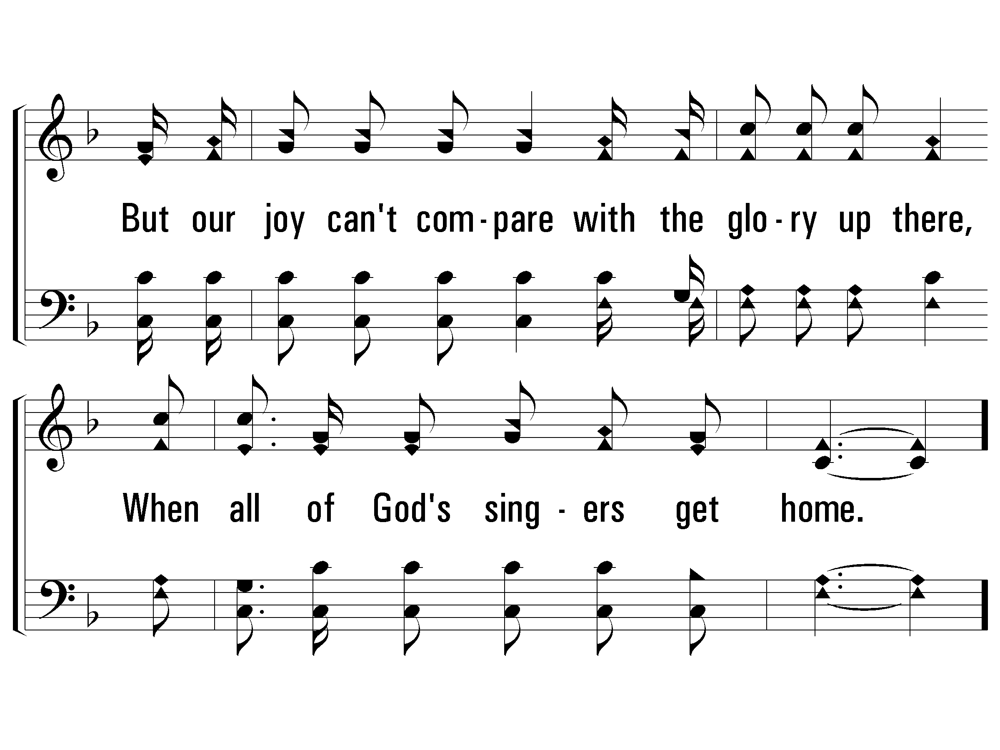 But our joy can't com-pare with the glo-ry up there,
When all of God's sing-ers get home.